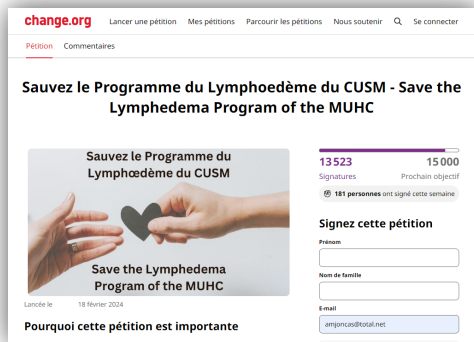 change.org Lancer une pétition Mes pétitions Parcourir les pétitions Nous soutenir Se connecter
Pétition Commentaires
Sauvez le Programme du Lymphoedème du CUSM - Save the
Lymphedema Program of the MUHC
Sauvez le Programme du
Lymphœdème du CUSM
Save the Lymphedema
Program of the MUHC
Lancée le 18 février 2024
Pourquoi cette pétition est importante
13 523 15 000
Signatures Prochain objectif
181 personnes ont signé cette semaine
Signez cette pétition
Prénom
Nom de famille
E-mail
amjoncas@total.net